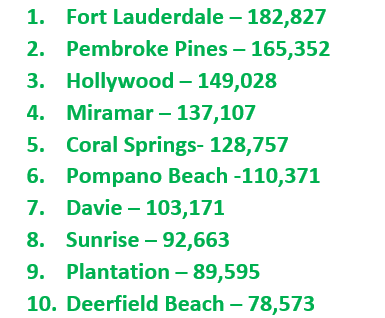 1. Fort Lauderdale – 182,827
2. Pembroke Pines – 165,352
3. Hollywood – 149,028
4. Miramar – 137,107
5. Coral Springs- 128,757
6. Pompano Beach -110,371
7. Davie – 103,171
8. Sunrise – 92,663
9. Plantation – 89,595
10. Deerfield Beach – 78,573